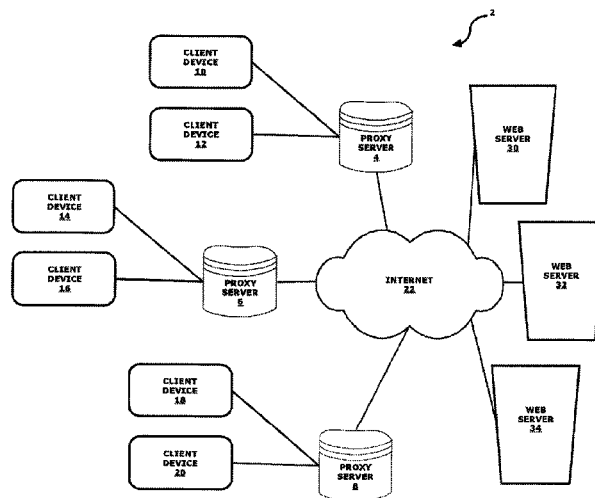 2
CLIENT
DEVICE
10
CLIENT
DEVICE
12
PROXY
SERVER
4
WEB
SERVER
30
CLIENT
DEVICE
14
CLIENT
DEVICE
16
PROXY
SERVER
6
INTERNET
22
WEB
SERVER
32
CLIENT
DEVICE
18
CLIENT
DEVICE
20
PROXY
SERVER
8
WEB
SERVER
34